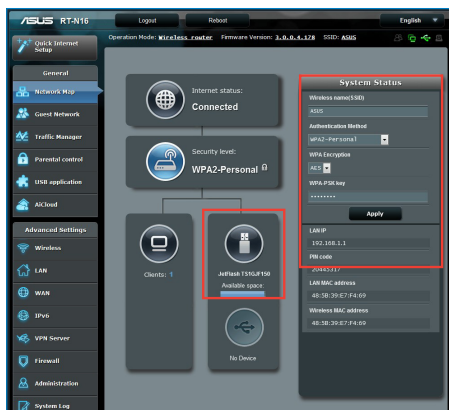 ASUS RT-N16
Logout
Reboot
English
Operation Mode: Wireless router Firmware Version: 3.0.0.4.178 SSID: ASUS
Quick Internet
Setup
General
Network Map
Guest Network
Traffic Manager
Parental control
USB application
AiCloud
Advanced Settings
Wireless
LAN
WAN
IPv6
VPN Server
Firewall
Administration
System Log
Internet status:
Connected
Security level:
WPA2-Personal
Clients: 1
JetFlash TS1GJF150
Available space:
No Device
System Status
Wireless name(SSID)
ASUS
Authentication Method
WPA2-Personal
WPA Encryption
AES
WPA-PSK key
••••••••
Apply
LAN IP
192.168.1.1
PIN code
20445317
LAN MAC address
48:5B:39:E7:F4:69
Wireless MAC address
48:5B:39:E7:F4:69